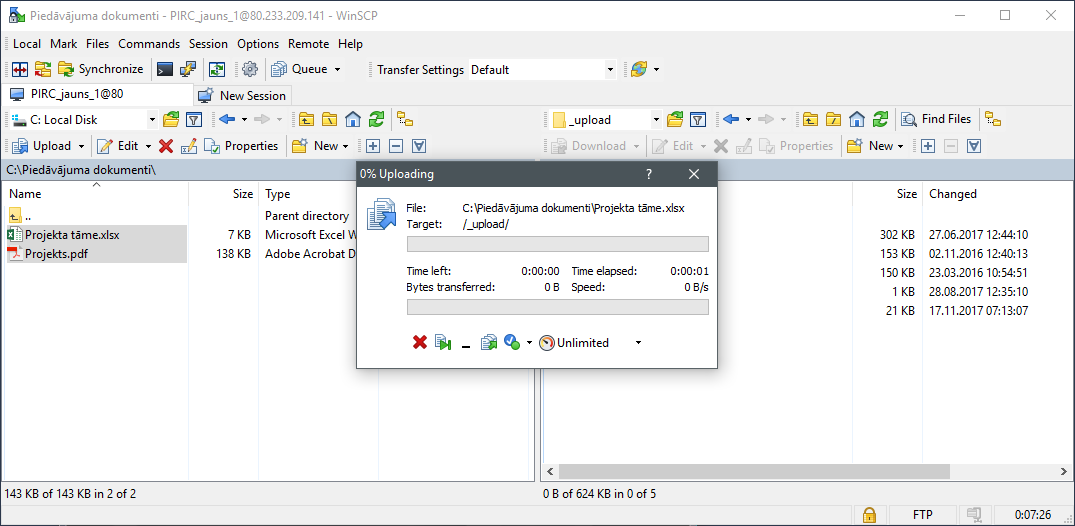 Piedāvājuma dokumenti - PIRC_jauns_1@80.233.209.141 - WinSCP
Local Mark Files Commands Session Options Remote Help
Synchronize Queue Transfer Settings Default
PIRC_jauns_1@80 New Session
C: Local Disk _upload Find Files
Upload Edit Properties New Download Edit Properties New
C:\Piedāvājuma dokumenti\
Name Size Type Size Changed
.. Parent directory
Projekta tāme.xlsx 7 KB Microsoft Excel W 302 KB 27.06.2017 12:44:10
Projekts.pdf 138 KB Adobe Acrobat D 153 KB 02.11.2016 12:40:13
150 KB 23.03.2016 10:54:51
1 KB 28.08.2017 12:35:10
21 KB 17.11.2017 07:13:07
0% Uploading ?
File: C:\Piedāvājuma dokumenti\Projekta tāme.xlsx
Target: /_upload/
Time left: 0:00:00 Time elapsed: 0:00:01
Bytes transferred: 0 B Speed: 0 B/s
Unlimited
143 KB of 143 KB in 2 of 2 0 B of 624 KB in 0 of 5
FTP 0:07:26